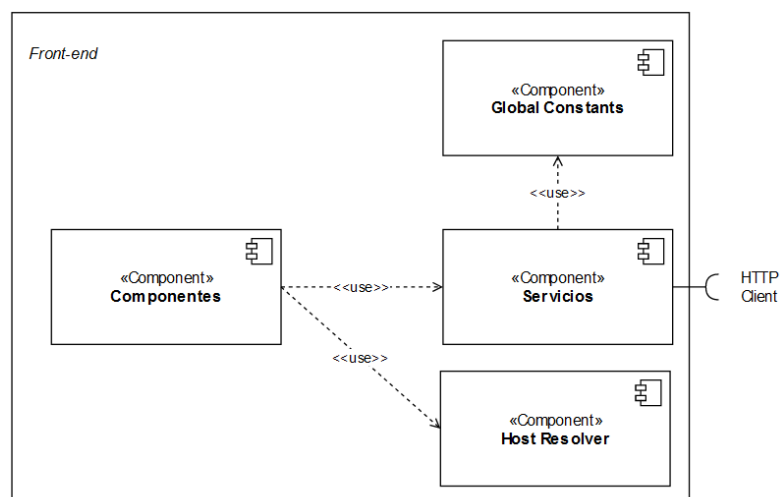 Front-end
«Component»
Global Constants
<<use>>
«Component»
Componentes
<<use>>
«Component»
Servicios
HTTP
Client
<<use>>
«Component»
Host Resolver